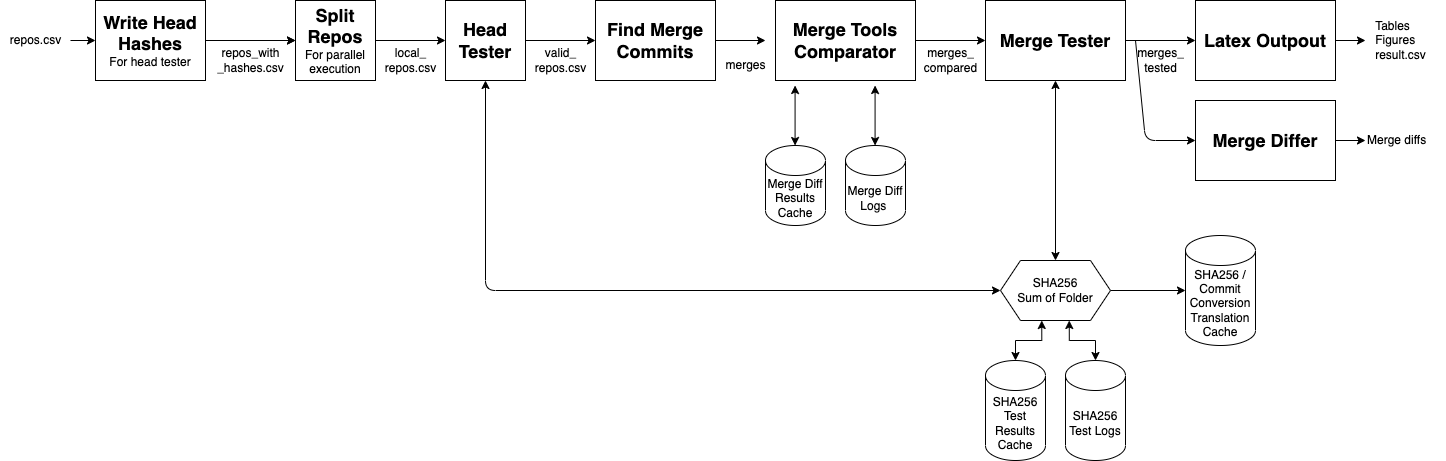 repos.csv
Write Head
Hashes
For head tester
repos_with
_hashes.csv
Split
Repos
For parallel
execution
local_
repos.csv
Head
Tester
valid_
repos.csv
Find Merge
Commits
merges
Merge Tools
Comparator
merges_
compared
Merge Tester
merges_
tested
Latex Outpout
Tables
Figures
result.csv
Merge Differ
Merge diffs
Merge Diff
Results
Cache
Merge Diff
Logs
SHA256
Sum of Folder
SHA256 /
Commit
Conversion
Translation
Cache
SHA256
Test
Results
Cache
SHA256
Test Logs